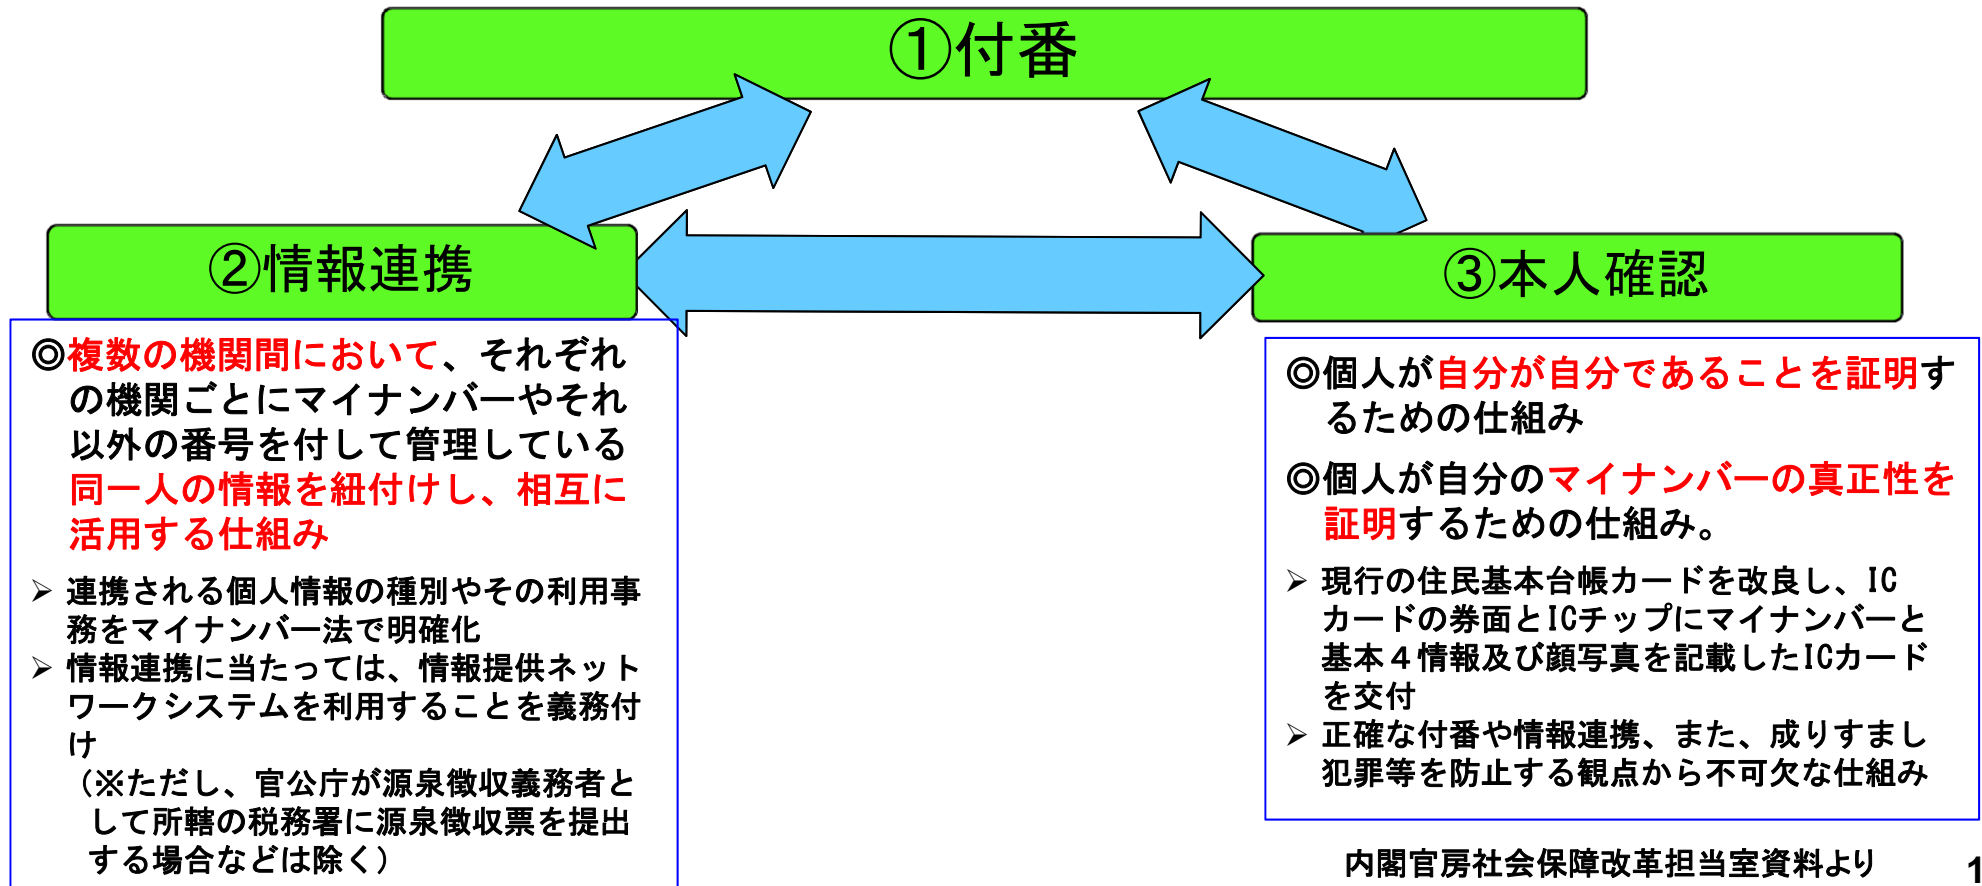 ①付番
②情報連携
◎複数の機関間において、それぞれ
の機関ごとにマイナンバーやそれ
以外の番号を付して管理している
同一人の情報を紐付けし、相互に
活用する仕組み
➢ 連携される個人情報の種別やその利用事
務をマイナンバー法で明確化
➢ 情報連携に当たっては、情報提供ネット
ワークシステムを利用することを義務付
け
（※ただし、官公庁が源泉徴収義務者と
して所轄の税務署に源泉徴収票を提出
する場合などは除く）
③本人確認
◎個人が自分が自分であることを証明す
るための仕組み
◎個人が自分のマイナンバーの真正性を
証明するための仕組み。
➢ 現行の住民基本台帳カードを改良し、IC
カードの券面とICチップにマイナンバーと
基本４情報及び顔写真を記載したICカード
を交付
➢ 正確な付番や情報連携、また、成りすまし
犯罪等を防止する観点から不可欠な仕組み
内閣官房社会保障改革担当室資料より
1